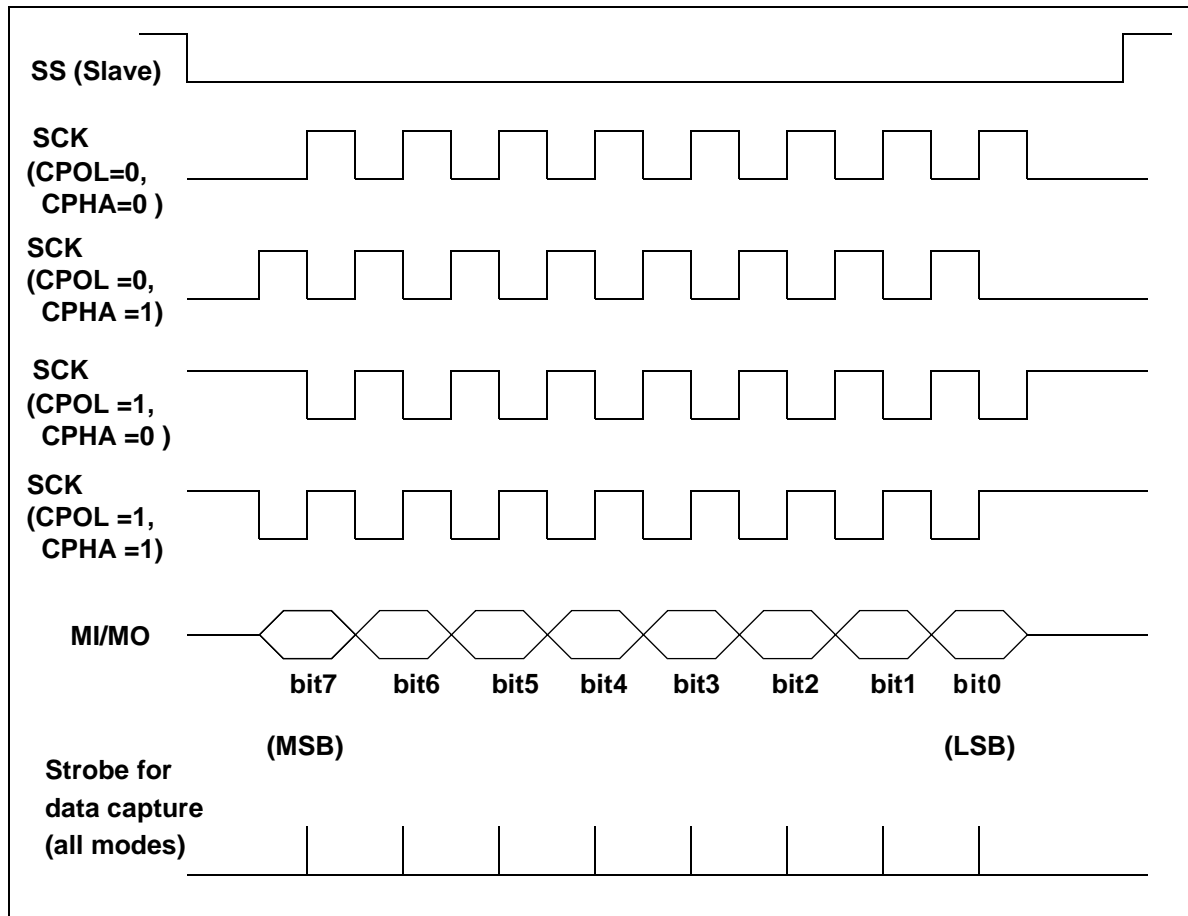 SS (Slave)
SCK
(CPOL=0,
CPHA=0 )
SCK
(CPOL =0,
CPHA =1)
SCK
(CPOL =1,
CPHA =0 )
SCK
(CPOL =1,
CPHA =1)
MI/MO
bit7 bit6 bit5 bit4 bit3 bit2 bit1 bit0
(MSB) (LSB)
Strobe for
data capture
(all modes)